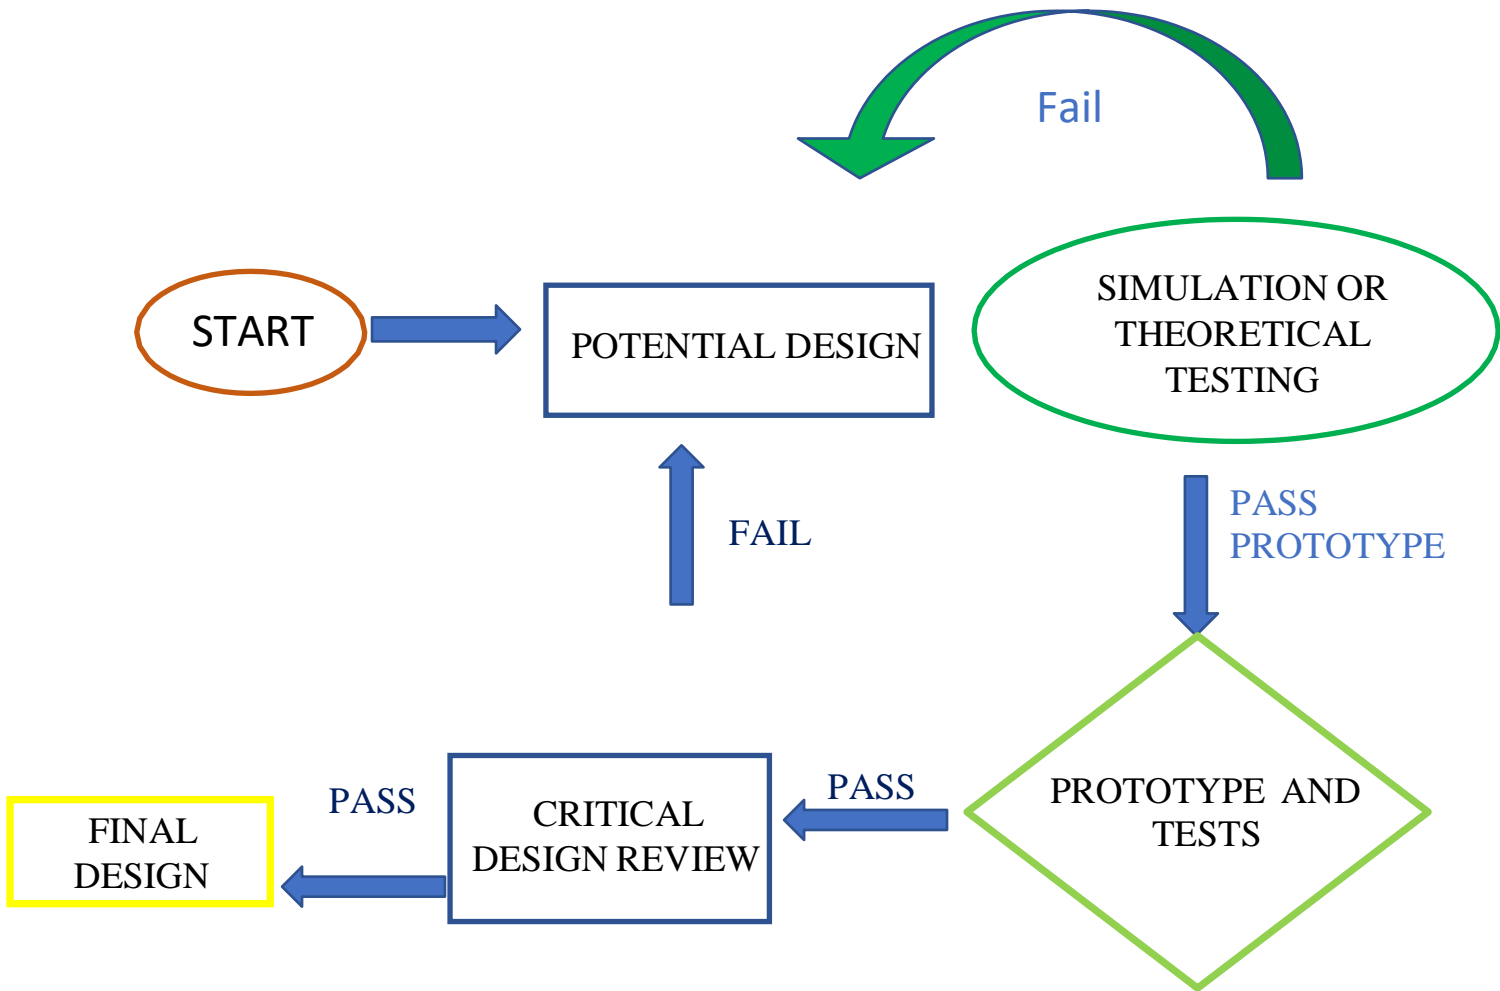 Fail
START
POTENTIAL DESIGN
SIMULATION OR
THEORETICAL
TESTING
FAIL
PASS
PROTOTYPE
PROTOTYPE AND
TESTS
PASS
CRITICAL
DESIGN REVIEW
PASS
FINAL
DESIGN